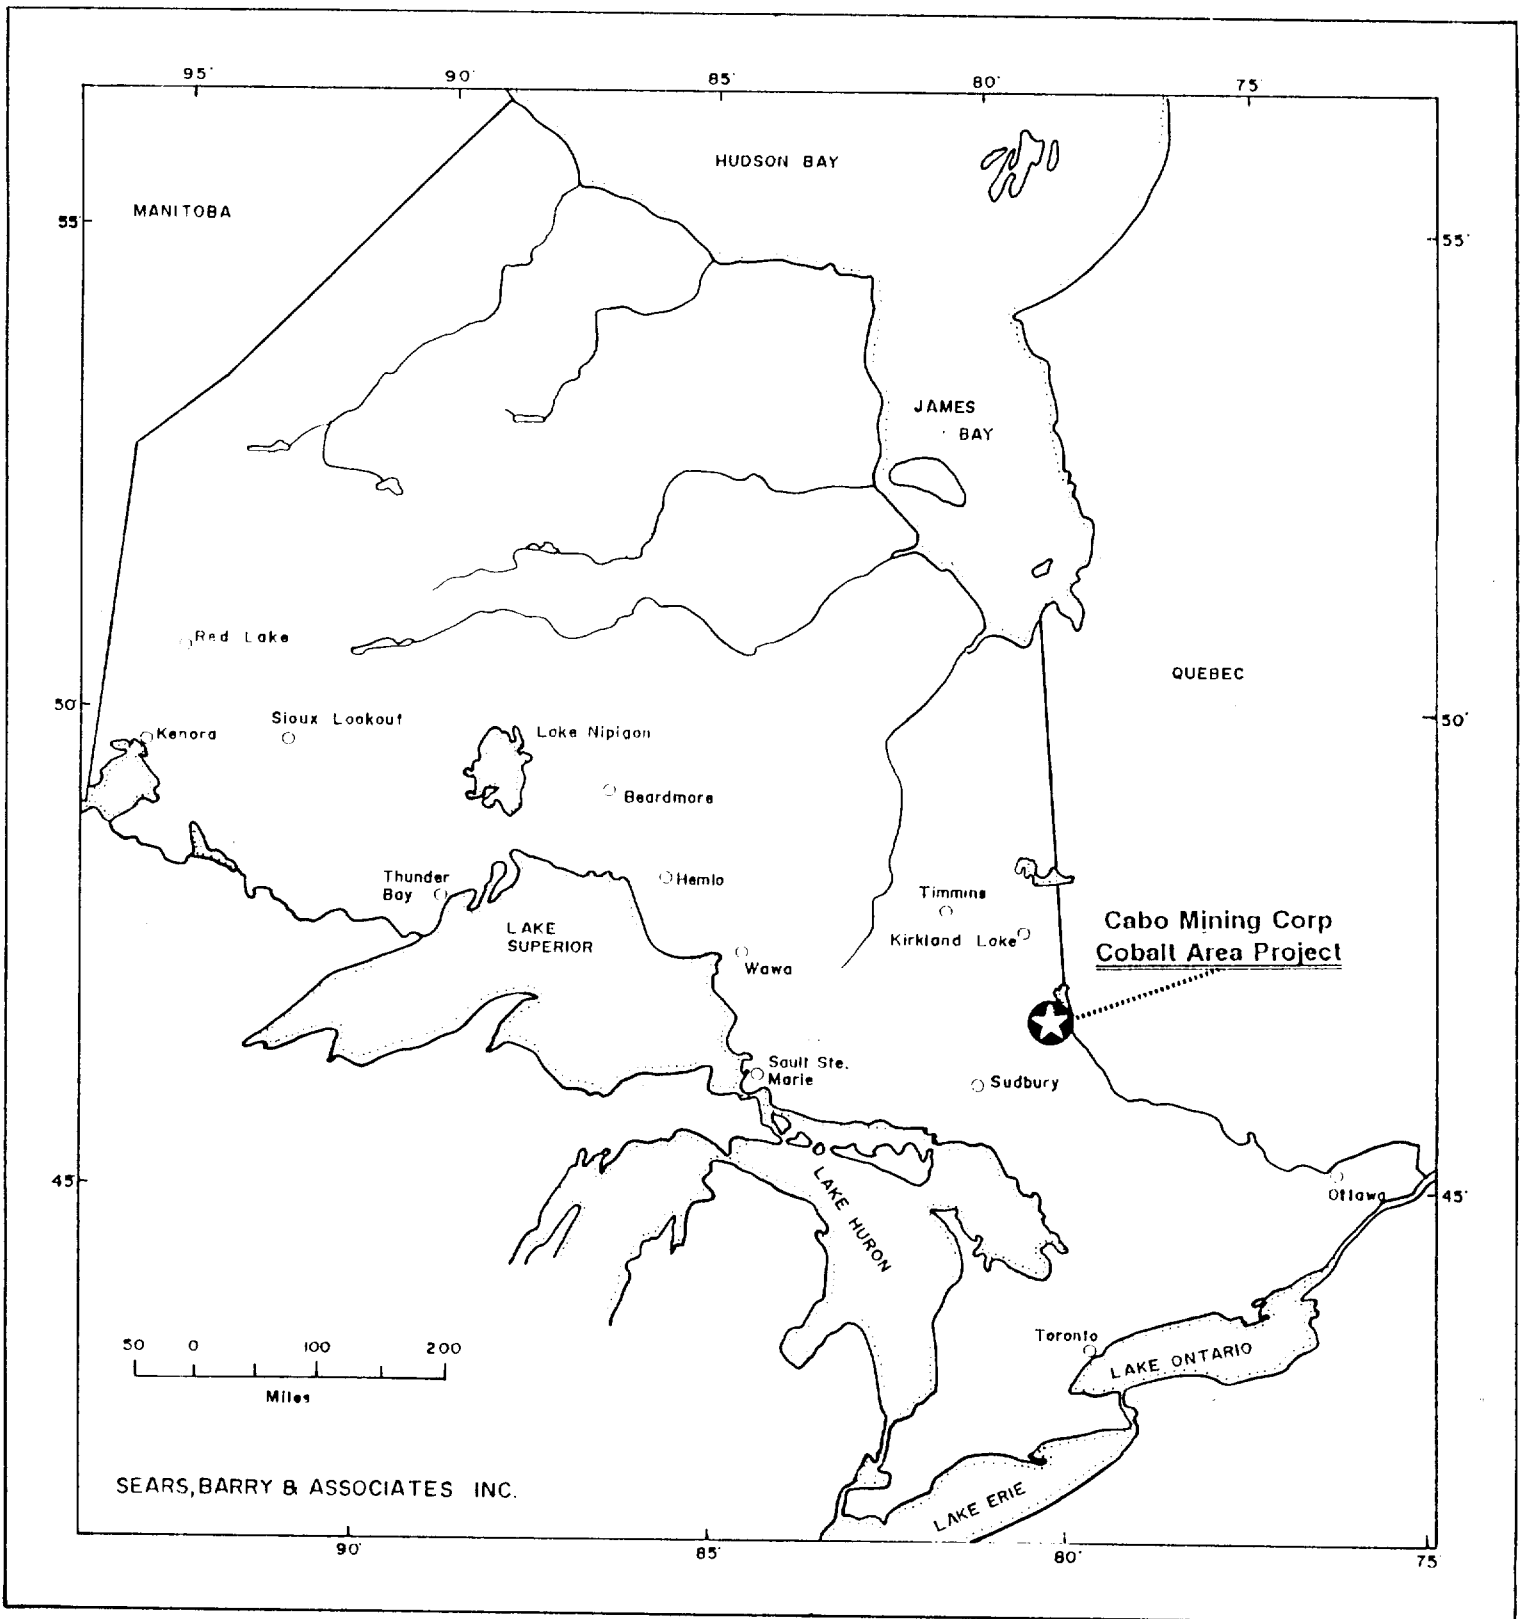 95° 90° 85° 80° 75°
HUDSON BAY
MANITOBA
55° 55°
JAMES
BAY
Red Lake
QUEBEC
50° 50°
Kenora
Sioux Lookout
Lake Nipigon
Beardmore
Thunder
Bay
Hemlo
Timmins
Kirkland Lake
Cabo Mining Corp
Cobalt Area Project
LAKE
SUPERIOR
Wawa
Sault Ste.
Marie
Sudbury
45° 45°
Ottawa
LAKE HURON
Toronto
LAKE ONTARIO
50 0 100 200
Miles
SEARS, BARRY & ASSOCIATES INC.
LAKE ERIE
90° 85° 80° 75°